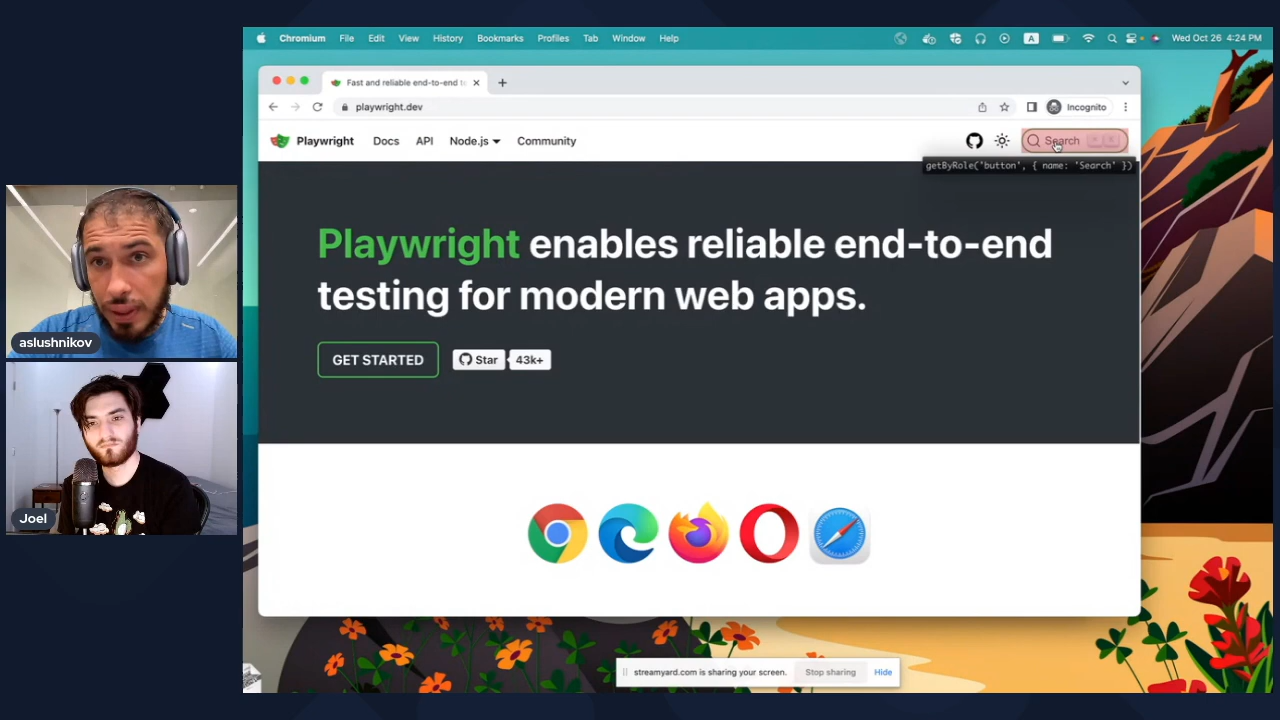 Chromium File Edit View History Bookmarks Profiles Tab Window Help A Wed Oct 26 4:24 PM
Fast and reliable end-to-end t
playwright.dev Incognito
Playwright Docs API Node.js Community Search
getByRole('button', { name: 'Search' })
Playwright enables reliable end-to-end
testing for modern web apps.
GET STARTED Star 43k+
aslushnikov
Joel
streamyard.com is sharing your screen. Stop sharing Hide